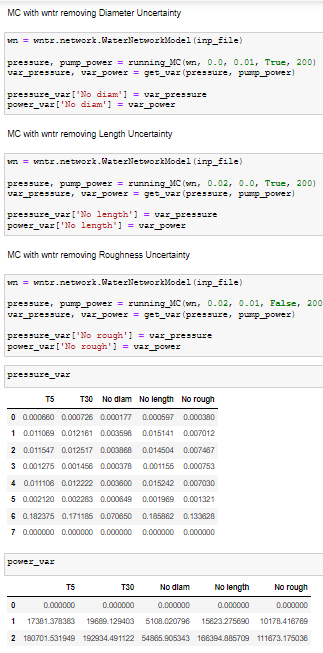 MC with wntr removing Diameter Uncertainty
wn = wntr.network.WaterNetworkModel(inp_file)
pressure, pump_power = running_MC(wn, 0.0, 0.01, True, 200)
var_pressure, var_power = get_var(pressure, pump_power)
pressure_var['No diam'] = var_pressure
power_var['No diam'] = var_power
MC with wntr removing Length Uncertainty
wn = wntr.network.WaterNetworkModel(inp_file)
pressure, pump_power = running_MC(wn, 0.02, 0.0, True, 200)
var_pressure, var_power = get_var(pressure, pump_power)
pressure_var['No length'] = var_pressure
power_var['No length'] = var_power
MC with wntr removing Roughness Uncertainty
wn = wntr.network.WaterNetworkModel(inp_file)
pressure, pump_power = running_MC(wn, 0.02, 0.01, False, 200
var_pressure, var_power = get_var(pressure, pump_power)
pressure_var['No rough'] = var_pressure
power_var['No rough'] = var_power
pressure_var
T5 T30 No diam No length No rough
0 0.000660 0.000726 0.000177 0.000597 0.000380
1 0.011069 0.012161 0.003598 0.015141 0.007012
2 0.011547 0.012517 0.003868 0.014504 0.007467
3 0.001275 0.001456 0.000378 0.001155 0.000753
4 0.011106 0.012222 0.003600 0.015242 0.007030
5 0.002120 0.002283 0.000649 0.001969 0.001321
6 0.182375 0.171185 0.070650 0.185862 0.133628
7 0.000000 0.000000 0.000000 0.000000 0.000000
power_var
T5 T30 No diam No length No rough
0 0.000000 0.000000 0.000000 0.000000 0.000000
1 17381.378383 19689.129403 5108.020796 15623.275690 10178.416769
2 180701.531949 192934.491122 54865.905343 166394.885709 111673.175036